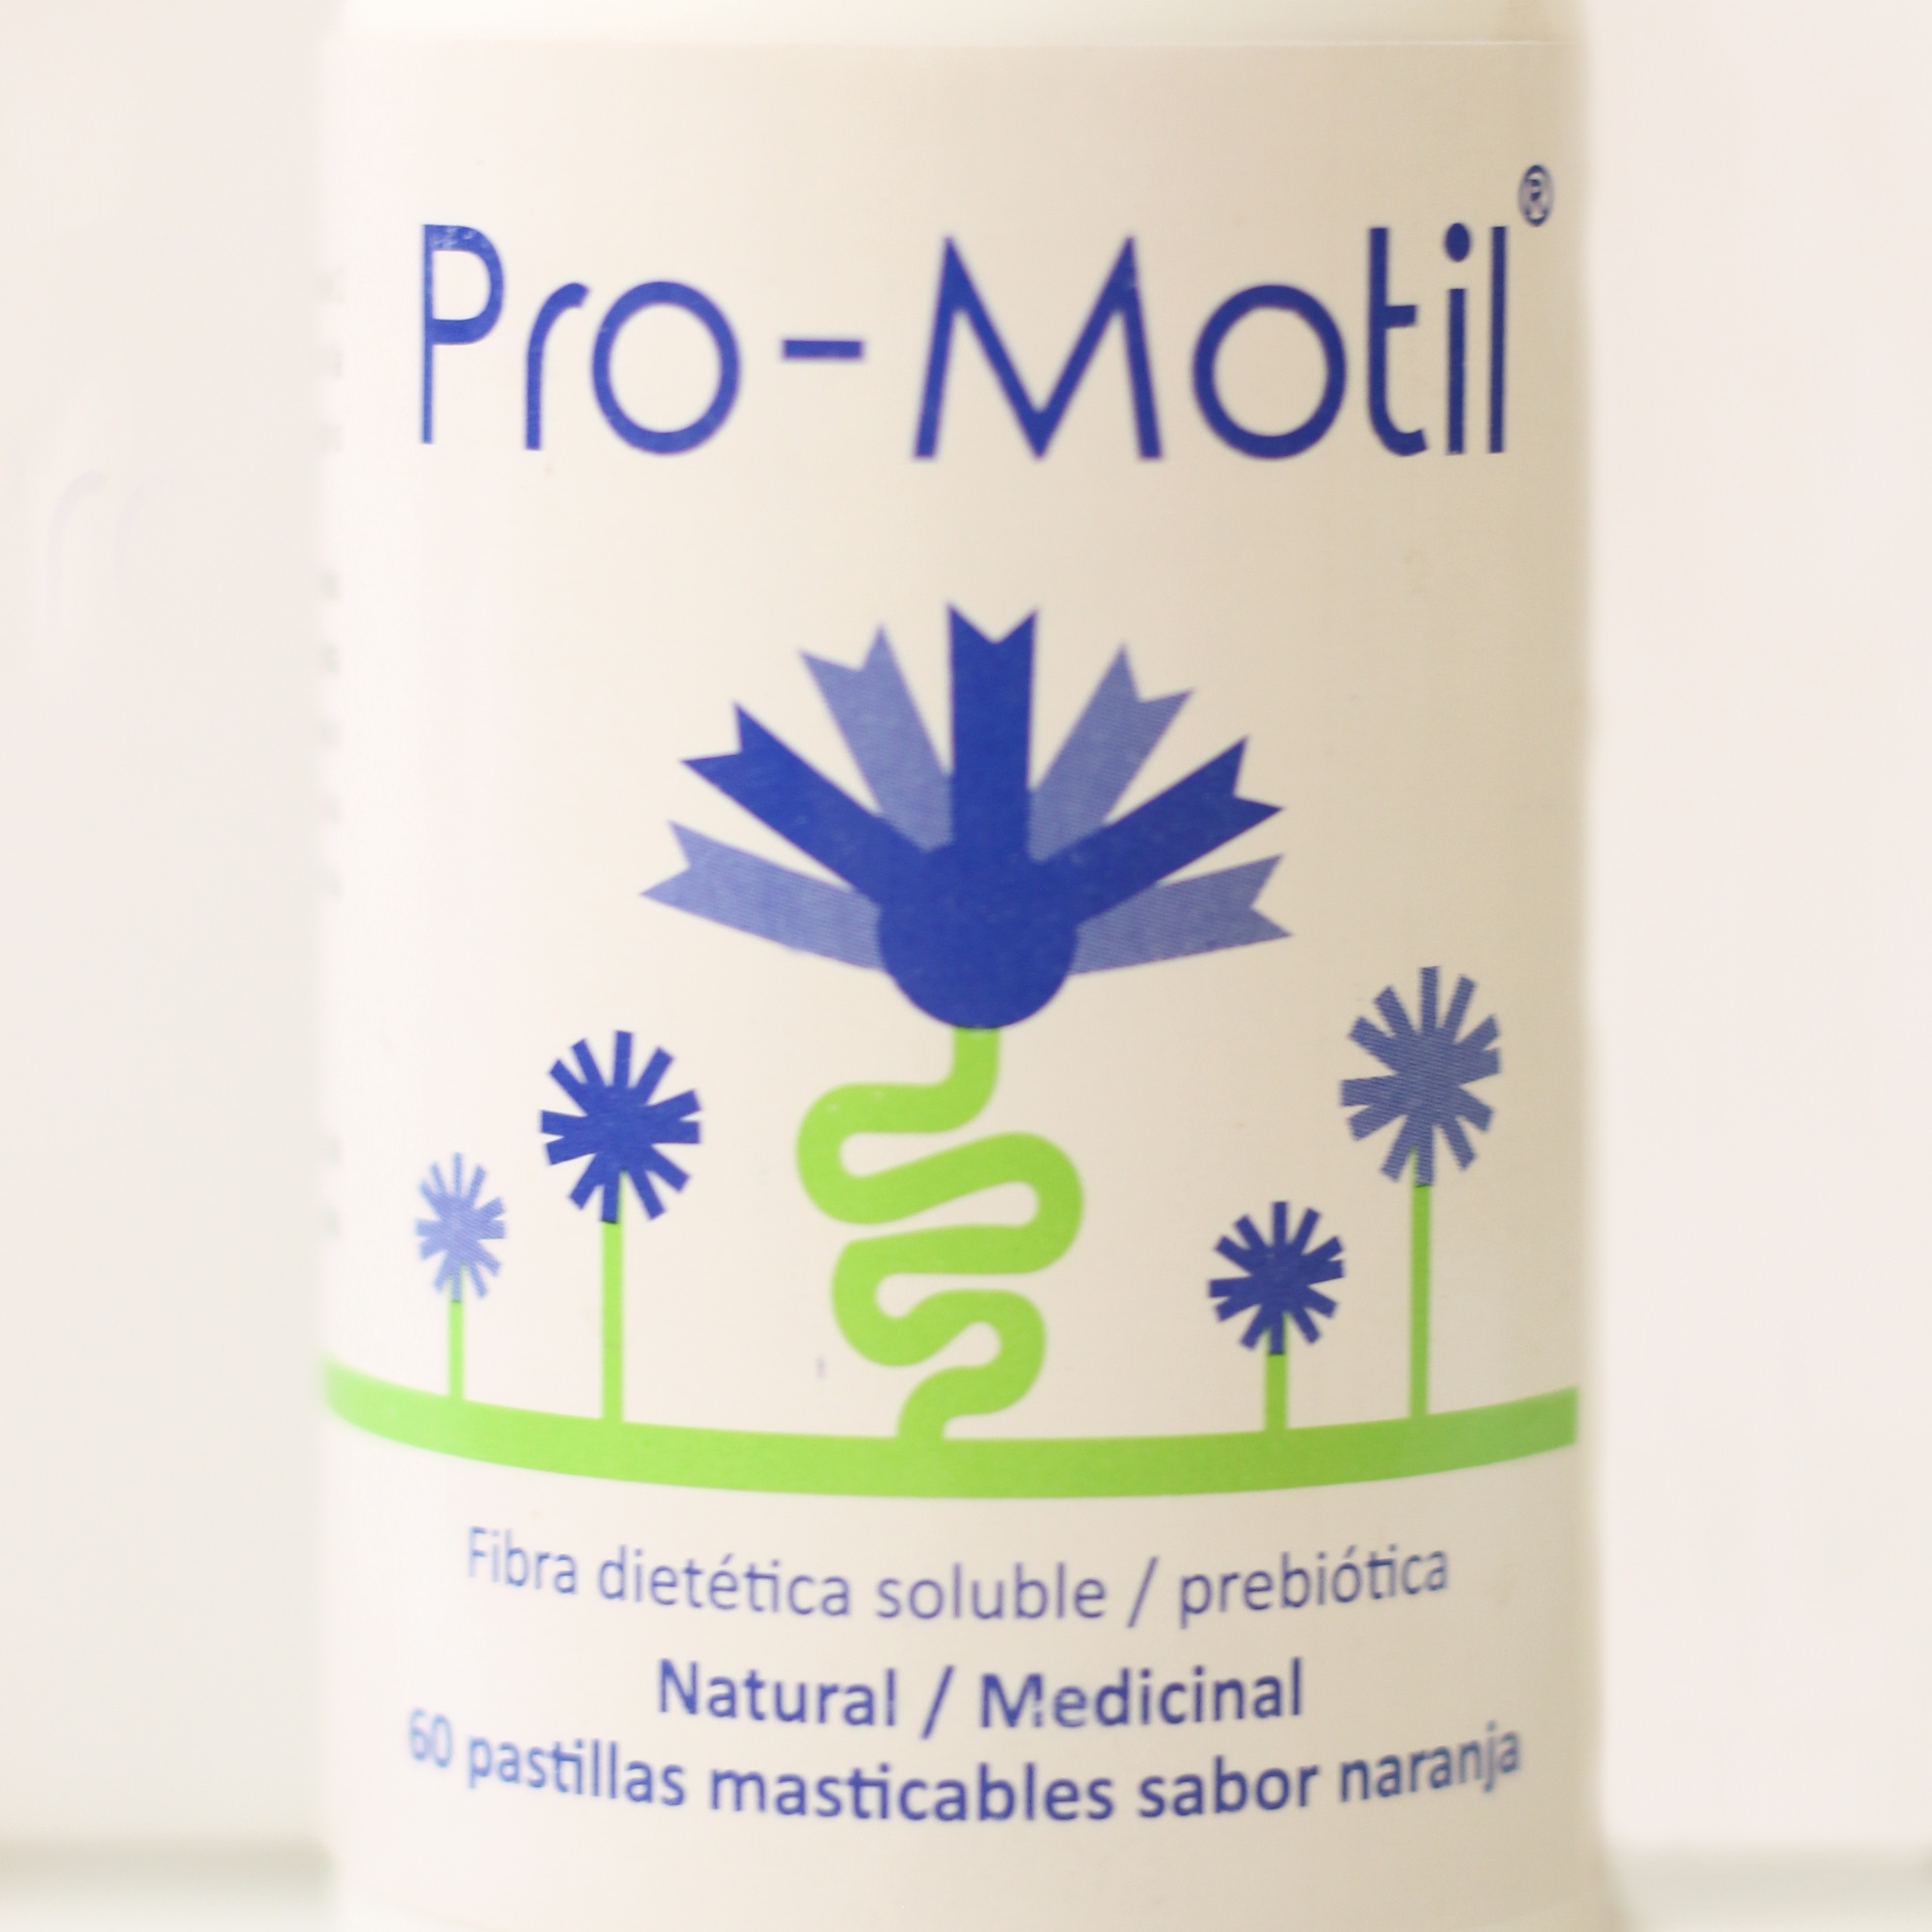 Pro-Motil®
Fibra dietética soluble / prebiótica
Natural / Medicinal
60 pastillas masticables sabor naranja